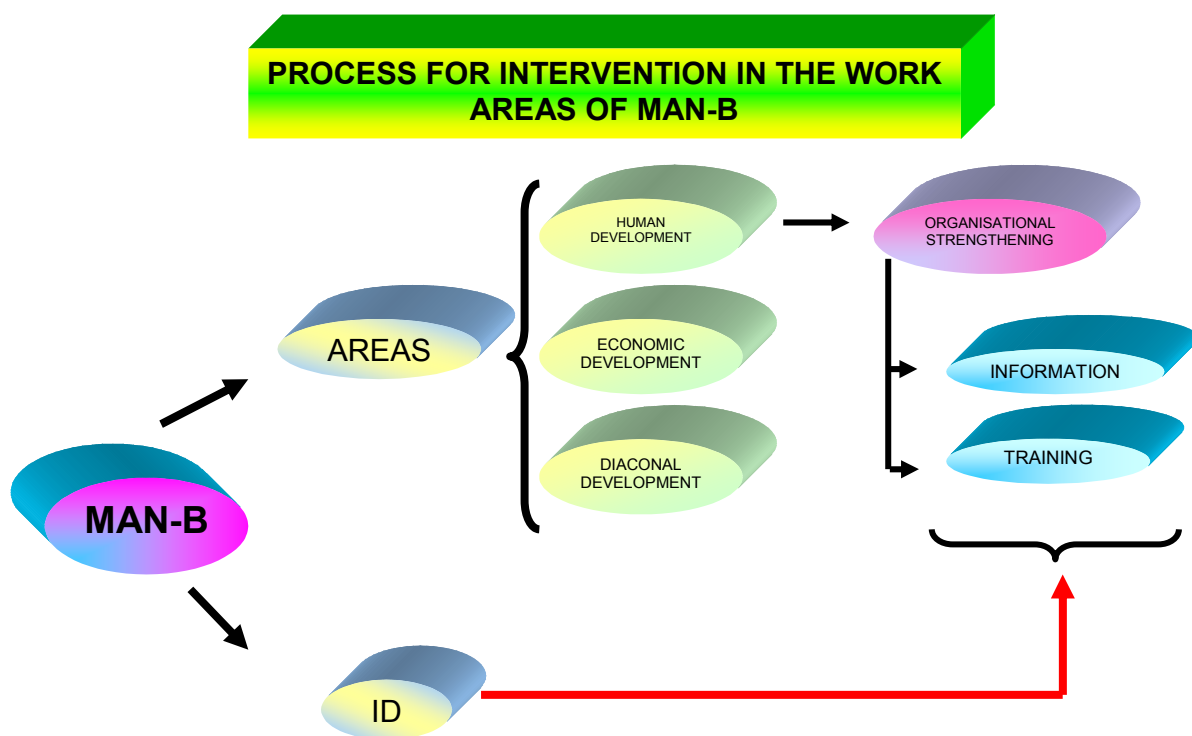 PROCESS FOR INTERVENTION IN THE WORK
AREAS OF MAN-B
HUMAN
DEVELOPMENT
ORGANISATIONAL
STRENGTHENING
AREAS
ECONOMIC
DEVELOPMENT
INFORMATION
DIACONAL
DEVELOPMENT
TRAINING
MAN-B
ID